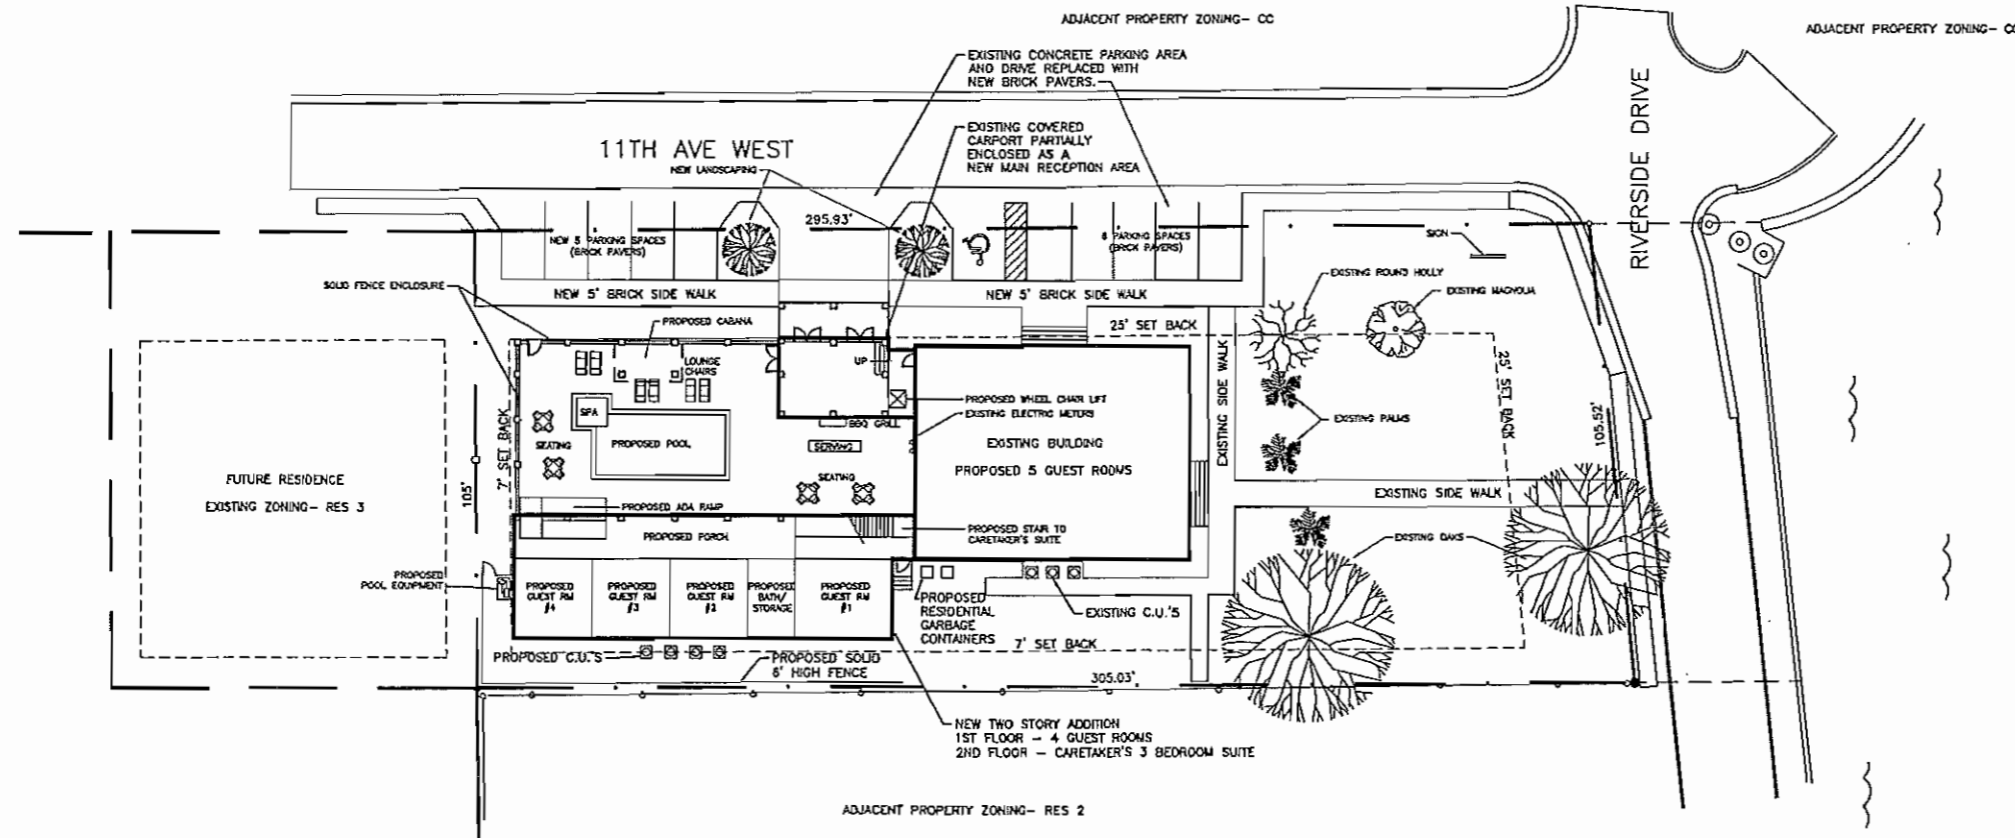 ADJACENT PROPERTY ZONING- CC
ADJACENT PROPERTY ZONING- CC
EXISTING CONCRETE PARKING AREA
AND DRIVE REPLACED WITH
NEW BRICK PAVERS.
RIVERSIDE DRIVE
EXISTING COVERED
CARPORT PARTIALLY
ENCLOSED AS A
NEW MAIN RECEPTION AREA
11TH AVE WEST
NEW LANDSCAPING
295.93'
NEW 5 PARKING SPACES
(BRICK PAVERS)
6 PARKING SPACES
(BRICK PAVERS)
SIGN
EXISTING ROUND HOLLY
EXISTING MAGNOLIA
SOLID FENCE ENCLOSURE
NEW 5' BRICK SIDE WALK
NEW 5' BRICK SIDE WALK
PROPOSED CABANA
25' SET BACK
LOUNGE
CHAIRS
UP
EXISTING SIDE WALK
25' SET BACK
PROPOSED WHEEL CHAIR LIFT
EXISTING ELECTRIC METERS
SPA
BBQ GRILL
EXISTING PALMS
105.52'
SEATING
PROPOSED POOL
SERVING
EXISTING BUILDING
PROPOSED 5 GUEST ROOMS
7' SET BACK
105'
SEATING
FUTURE RESIDENCE
EXISTING ZONING- RES 3
EXISTING SIDE WALK
PROPOSED ADA RAMP
PROPOSED PORCH
PROPOSED STAIR TO
CARETAKER'S SUITE
EXISTING OAKS
PROPOSED
POOL EQUIPMENT
PROPOSED
GUEST RM
#4
PROPOSED
GUEST RM
#3
PROPOSED
GUEST RM
#2
PROPOSED
BATH/
STORAGE
PROPOSED
GUEST RM
#1
PROPOSED
RESIDENTIAL
GARBAGE
CONTAINERS
EXISTING C.U.'S
7' SET BACK
PROPOSED C.U.'S
PROPOSED SOLID
6' HIGH FENCE
305.03'
NEW TWO STORY ADDITION
1ST FLOOR - 4 GUEST ROOMS
2ND FLOOR - CARETAKER'S 3 BEDROOM SUITE
ADJACENT PROPERTY ZONING- RES 2